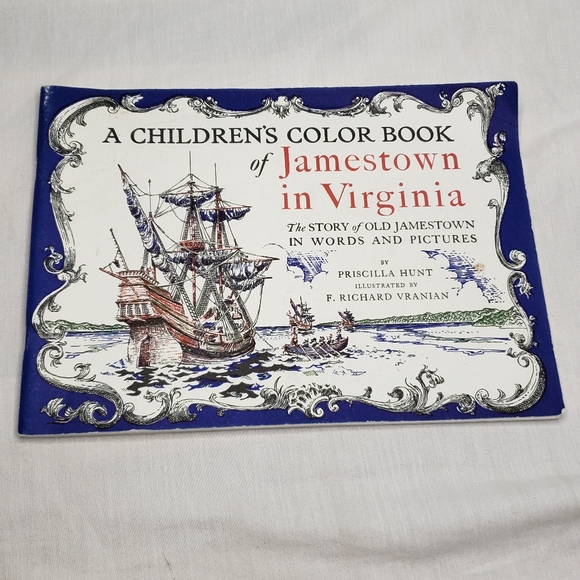 A CHILDREN'S COLOR BOOK
of Jamestown
in Virginia
The STORY of OLD JAMESTOWN
IN WORDS AND PICTURES
BY
PRISCILLA HUNT
ILLUSTRATED BY
F. RICHARD VRANIAN